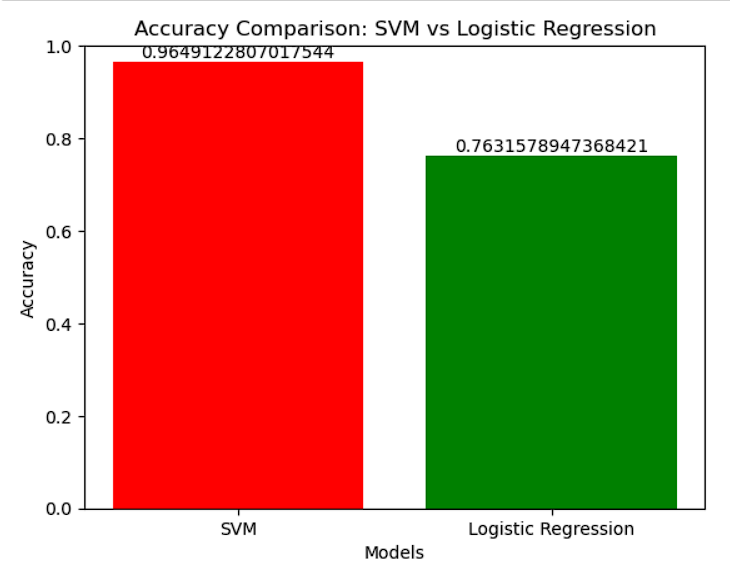 Accuracy Comparison: SVM vs Logistic Regression
1.0
0.9649122807017544
0.8
0.7631578947368421
0.6
Accuracy
0.4
0.2
0.0
SVM
Logistic Regression
Models